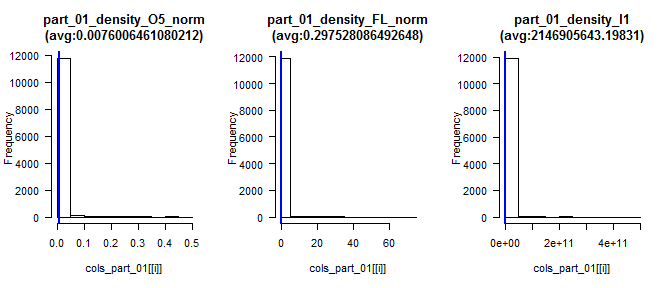 part_01_density_O5_norm
(avg:0.0076006461080212)
Frequency
12000
10000
8000
6000
4000
2000
0
0.0 0.1 0.2 0.3 0.4 0.5
cols_part_01[[i]]
part_01_density_FL_norm
(avg:0.297528086492648)
Frequency
12000
10000
8000
6000
4000
2000
0
0 20 40 60
cols_part_01[[i]]
part_01_density_I1
(avg:2146905643.19831)
Frequency
12000
10000
8000
6000
4000
2000
0
0e+00 2e+11 4e+11
cols_part_01[[i]]